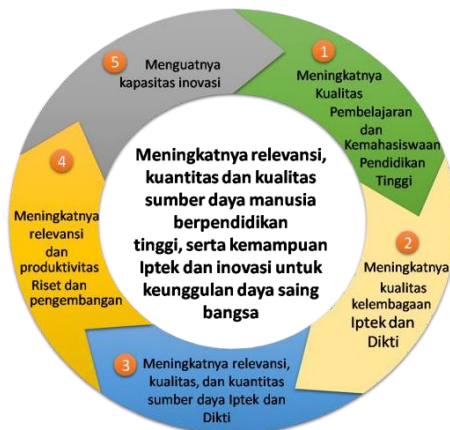 1
Meningkatnya
Kualitas
Pembelajaran
dan
Kemahasiswaan
Pendidikan
Tinggi
2
Meningkatnya
kualitas
kelembagaan
Iptek dan
Dikti
3
Meningkatnya relevansi,
kualitas, dan kuantitas
sumber daya Iptek dan
Dikti
4
Meningkatnya
relevansi
dan
produktivitas
Riset dan
pengembangan
5
Menguatnya
kapasitas inovasi
Meningkatnya relevansi,
kuantitas dan kualitas
sumber daya manusia
berpendidikan
tinggi, serta kemampuan
Iptek dan inovasi untuk
keunggulan daya saing
bangsa